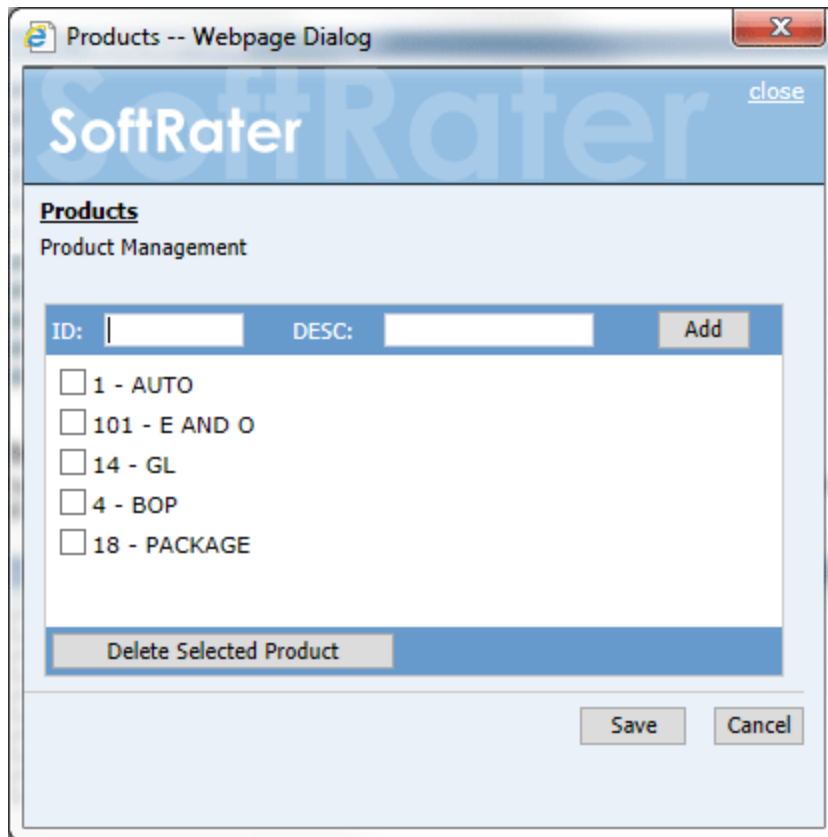 Products -- Webpage Dialog
close
SoftRater
SoftRater
Products
Product Management
ID: DESC: Add
1 - AUTO
101 - E AND O
14 - GL
4 - BOP
18 - PACKAGE
Delete Selected Product
Save Cancel